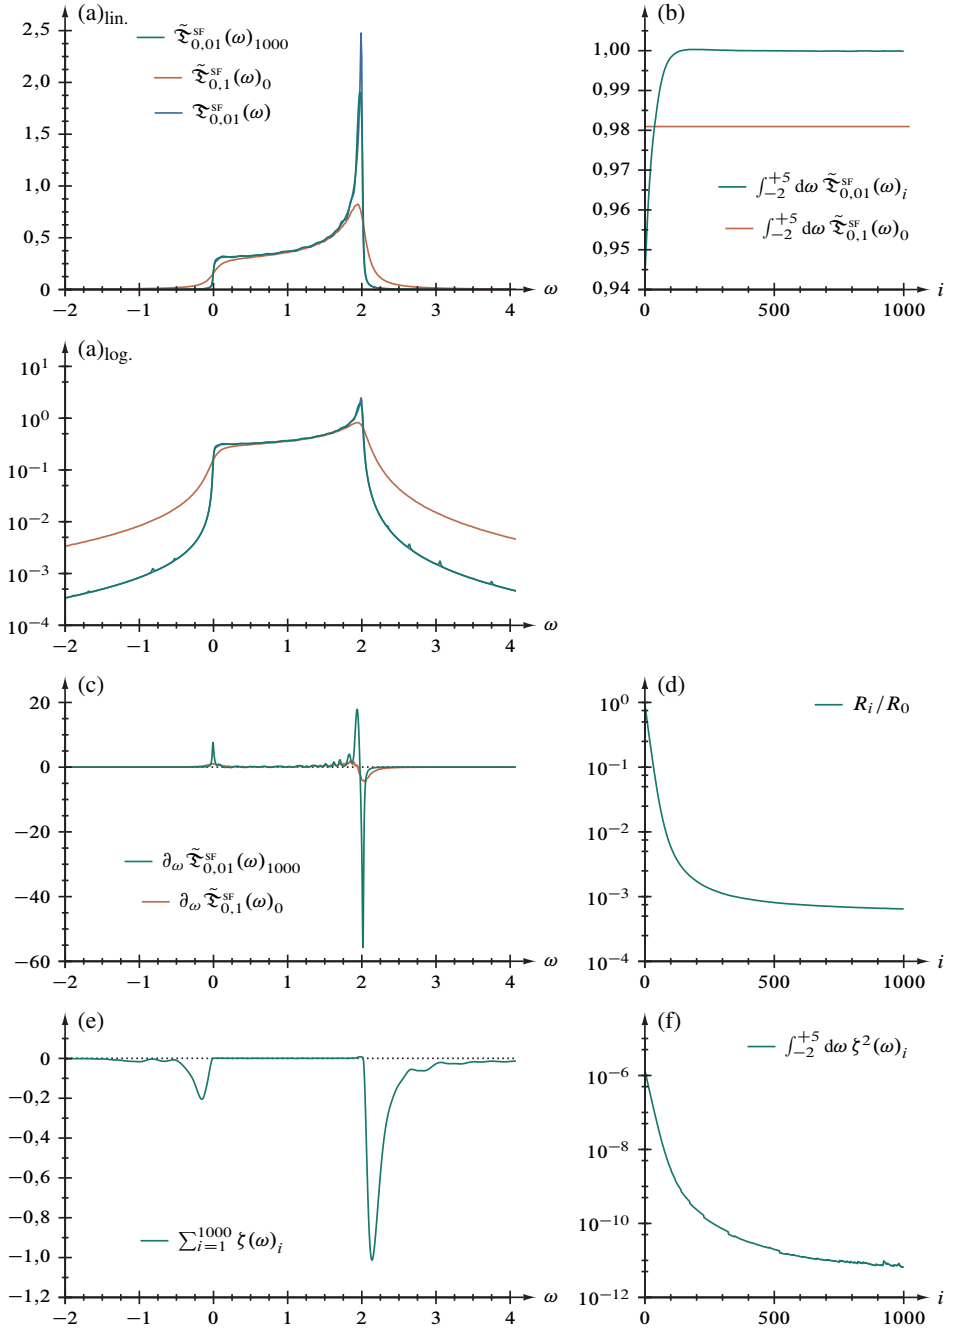 (a)lin.
2,5
2,0
1,5
1,0
0,5
0
𝔗̃^SF_0,01(ω)_1000
𝔗̃^SF_0,1(ω)_0
𝔗^SF_0,01(ω)
−2 −1 0 1 2 3 4 ω
(b)
1,00
0,99
0,98
0,97
0,96
0,95
0,94
∫_−2^+5 dω 𝔗̃^SF_0,01(ω)_i
∫_−2^+5 dω 𝔗̃^SF_0,1(ω)_0
0 500 1000 i
(a)log.
10^1
10^0
10^−1
10^−2
10^−3
10^−4
−2 −1 0 1 2 3 4 ω
(c)
20
0
−20
−40
−60
∂_ω 𝔗̃^SF_0,01(ω)_1000
∂_ω 𝔗̃^SF_0,1(ω)_0
−2 −1 0 1 2 3 4 ω
(d)
10^0
10^−1
10^−2
10^−3
10^−4
R_i/R_0
0 500 1000 i
(e)
0
−0,2
−0,4
−0,6
−0,8
−1,0
−1,2
∑_i=1^1000 ζ(ω)_i
−2 −1 0 1 2 3 4 ω
(f)
10^−6
10^−8
10^−10
10^−12
∫_−2^+5 dω ζ^2(ω)_i
0 500 1000 i